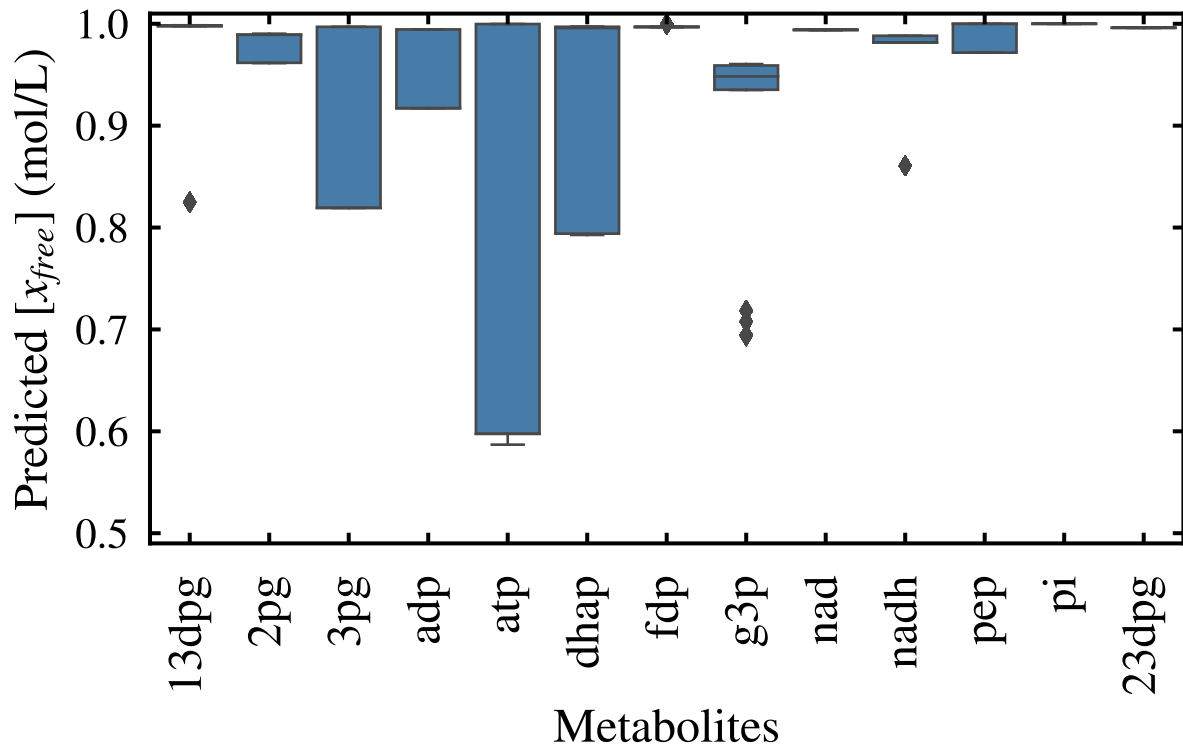 Predicted [x_free] (mol/L)
1.0
0.9
0.8
0.7
0.6
0.5
13dpg
2pg
3pg
adp
atp
dhap
fdp
g3p
nad
nadh
pep
pi
23dpg
Metabolites